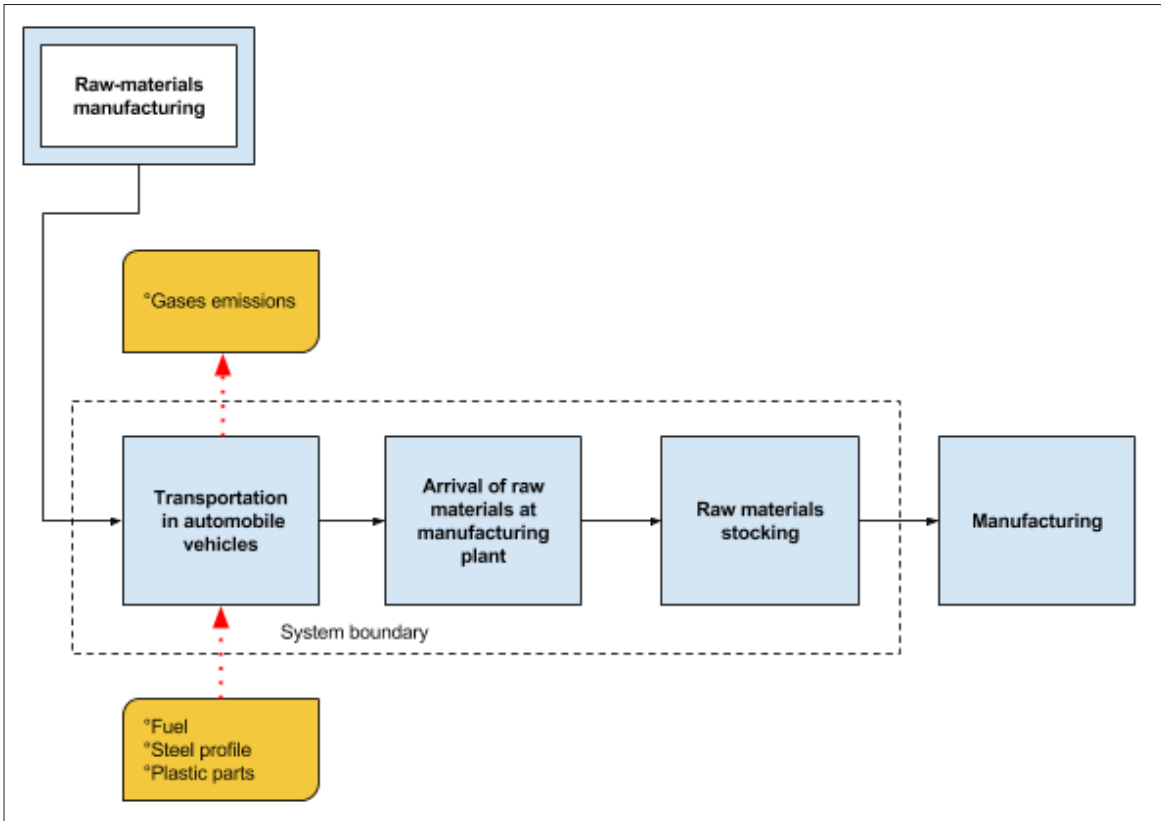 Raw-materials
manufacturing
°Gases emissions
Transportation
in automobile
vehicles
Arrival of raw
materials at
manufacturing
plant
Raw materials
stocking
Manufacturing
System boundary
°Fuel
°Steel profile
°Plastic parts